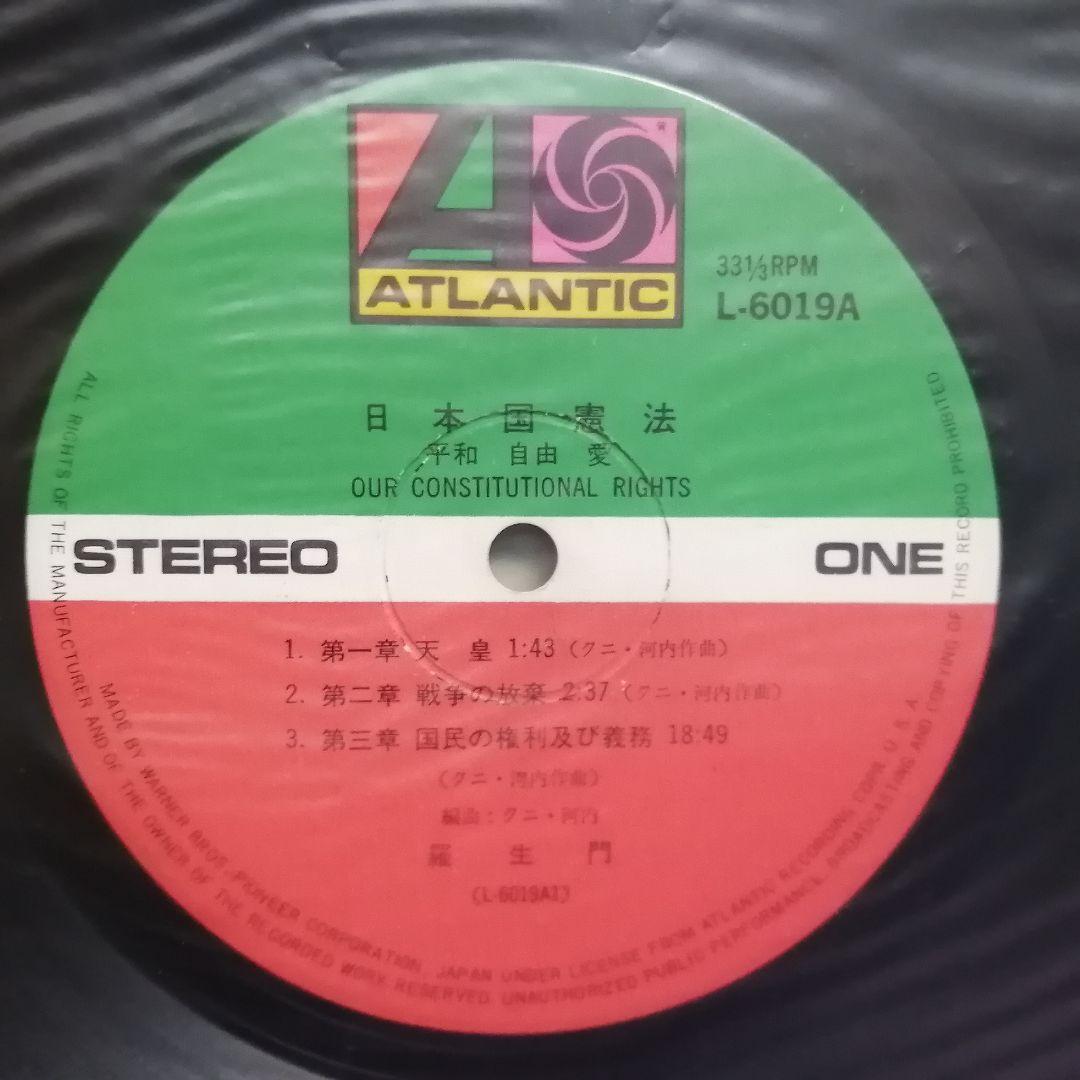 ATLANTIC
33⅓RPM
L-6019A
日本国憲法
平和 自由 愛
OUR CONSTITUTIONAL RIGHTS
STEREO
ONE
1. 第一章 天 皇 1:43 (クニ・河内作曲)
2. 第二章 戦争の放棄 2:37 (クニ・河内作曲)
3. 第三章 国民の権利及び義務 18:49
(クニ・河内作曲)
編曲:クニ・河内
羅生門
(L-6019A1)
MADE BY WARNER BROS.-PIONEER CORPORATION, JAPAN UNDER LICENSE FROM ATLANTIC RECORDING CORP. U. S. A.
ALL RIGHTS OF THE MANUFACTURER AND OF THE OWNER OF THE RECORDED WORK RESERVED. UNAUTHORIZED PUBLIC PERFORMANCE, BROADCASTING AND COPYING OF THIS RECORD PROHIBITED